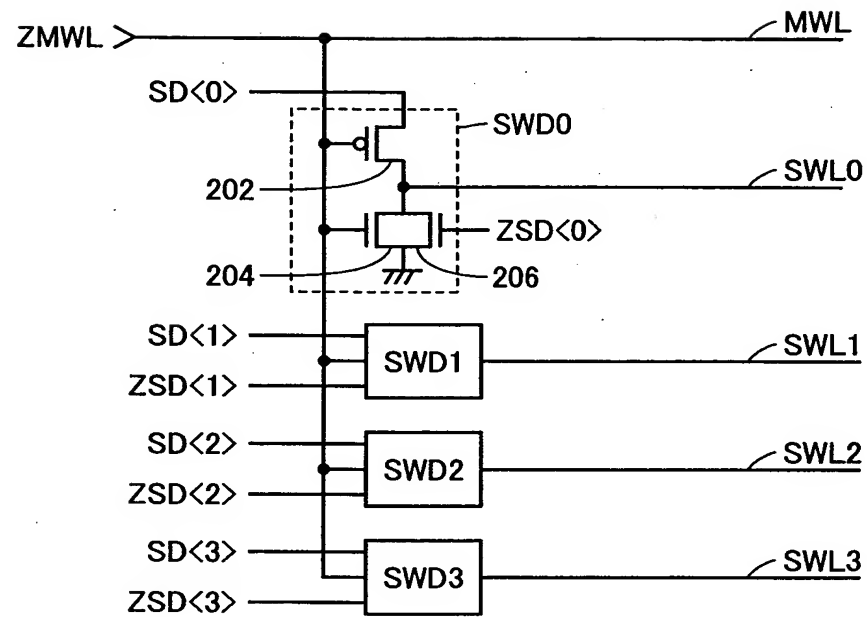 ZMWL
MWL
SD<0>
SWD0
202
SWL0
ZSD<0>
204
206
SD<1>
SWD1
SWL1
ZSD<1>
SD<2>
SWD2
SWL2
ZSD<2>
SD<3>
SWD3
SWL3
ZSD<3>